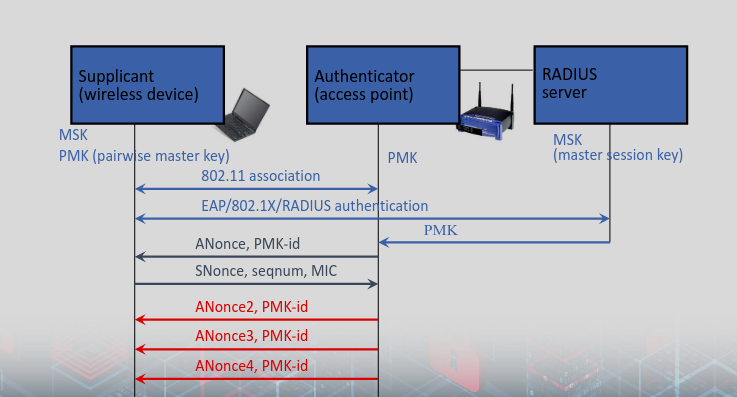 Supplicant
(wireless device)
Authenticator
(access point)
RADIUS
server
MSK
PMK (pairwise master key)
PMK
MSK
(master session key)
802.11 association
EAP/802.1X/RADIUS authentication
PMK
ANonce, PMK-id
SNonce, seqnum, MIC
ANonce2, PMK-id
ANonce3, PMK-id
ANonce4, PMK-id